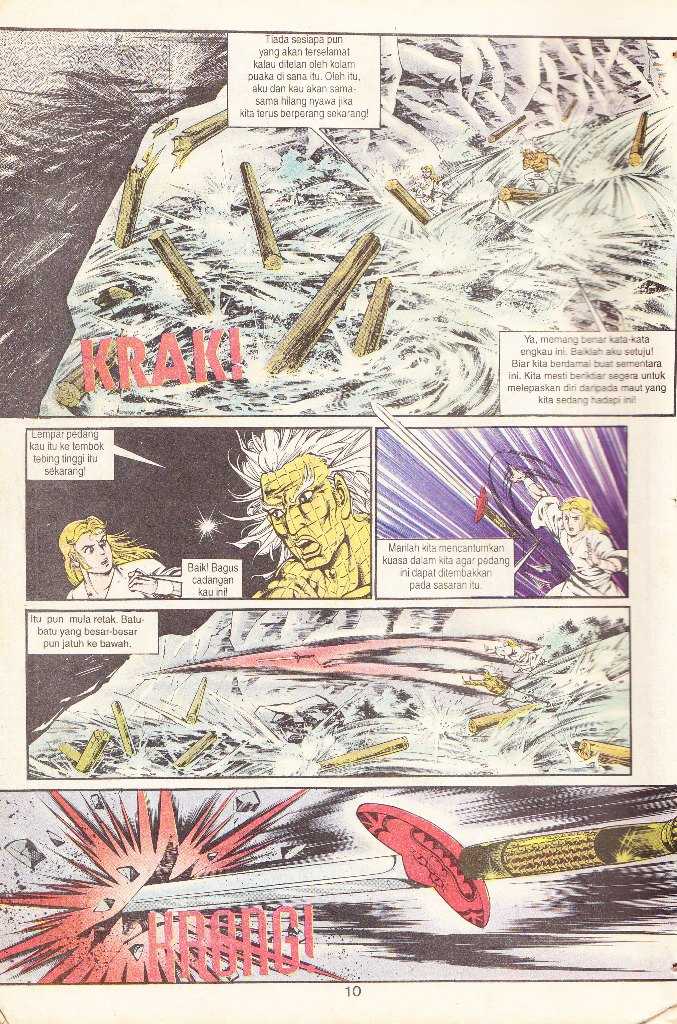 Tiada sesiapa pun
yang akan terselamat
kalau ditelan oleh kolam
puaka di sana itu. Oleh itu,
aku dan kau akan sama-
sama hilang nyawa jika
kita terus berperang sekarang!
KRAK!
Ya, memang benar kata-kata
engkau ini. Baiklah aku setuju!
Biar kita berdamai buat sementara
ini. Kita mesti berikhtiar segera untuk
melepaskan diri daripada maut yang
kita sedang hadapi ini!
Lempar pedang
kau itu ke tembok
tebing tinggi itu
sekarang!
Baik! Bagus
cadangan
kau ini!
Marilah kita mencantumkan
kuasa dalam kita agar pedang
ini dapat ditembakkan
pada sasaran itu.
Itu pun mula retak. Batu-
batu yang besar-besar
pun jatuh ke bawah.
KRANG!
10